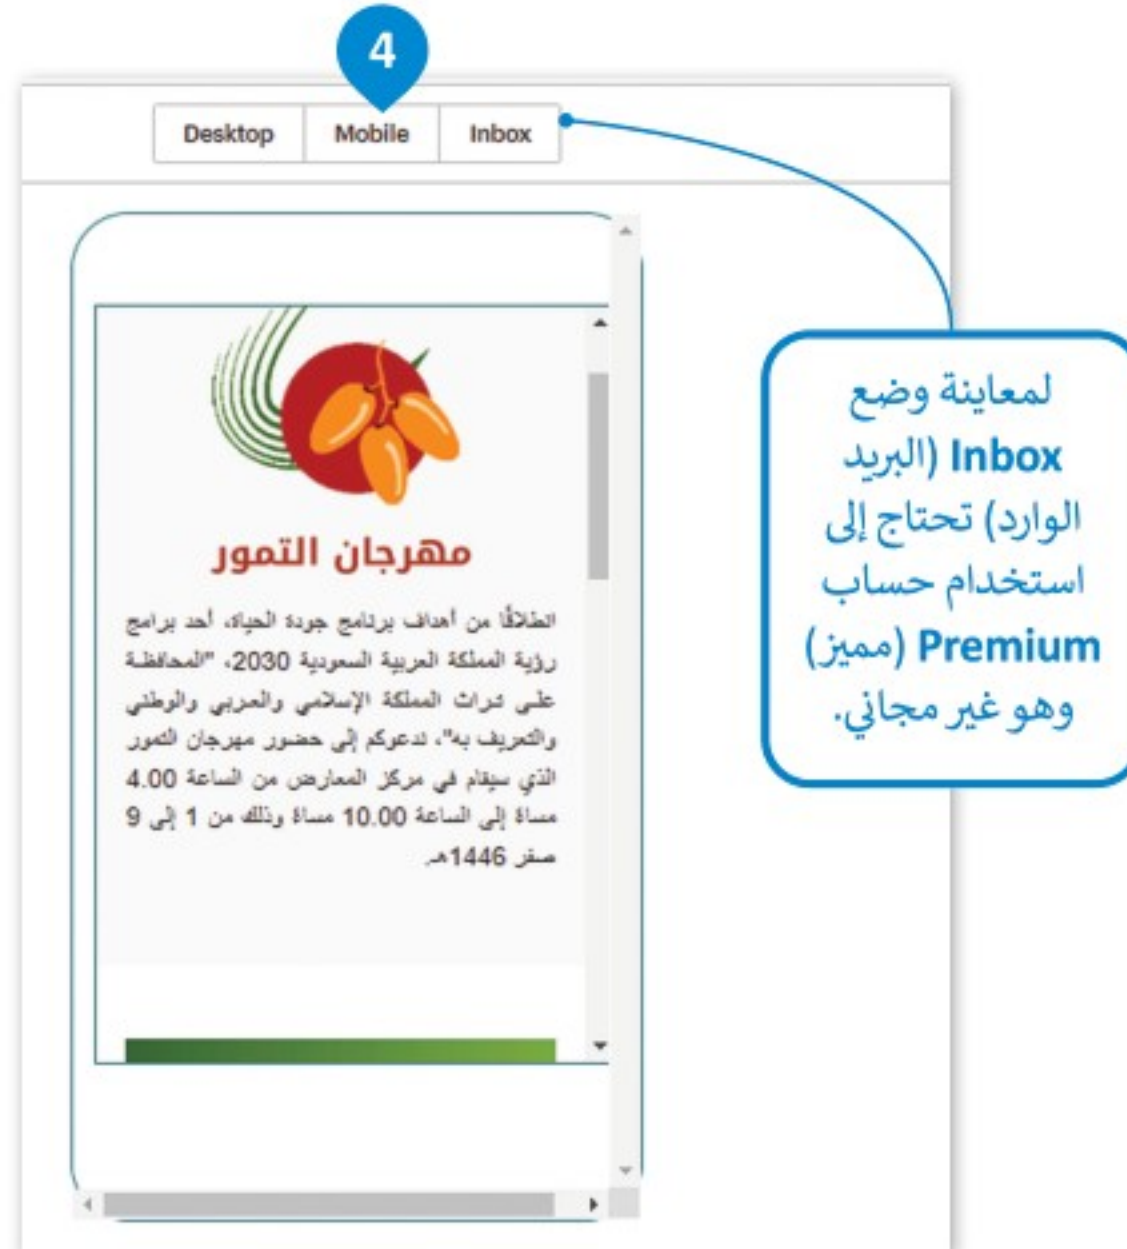 4
Desktop Mobile Inbox
مهرجان التمور
انطلاقًا من أهداف برنامج جودة الحياة، أحد برامج
رؤية المملكة العربية السعودية 2030، "المحافظة
على تراث المملكة الإسلامي والعربي والوطني
والتعريف به"، ندعوكم إلى حضور مهرجان التمور
الذي سيقام في مركز المعارض من الساعة 4.00
مساءً إلى الساعة 10.00 مساءً وذلك من 1 إلى 9
صفر 1446هـ.
لمعاينة وضع
Inbox (البريد
الوارد) تحتاج إلى
استخدام حساب
Premium (مميز)
وهو غير مجاني.